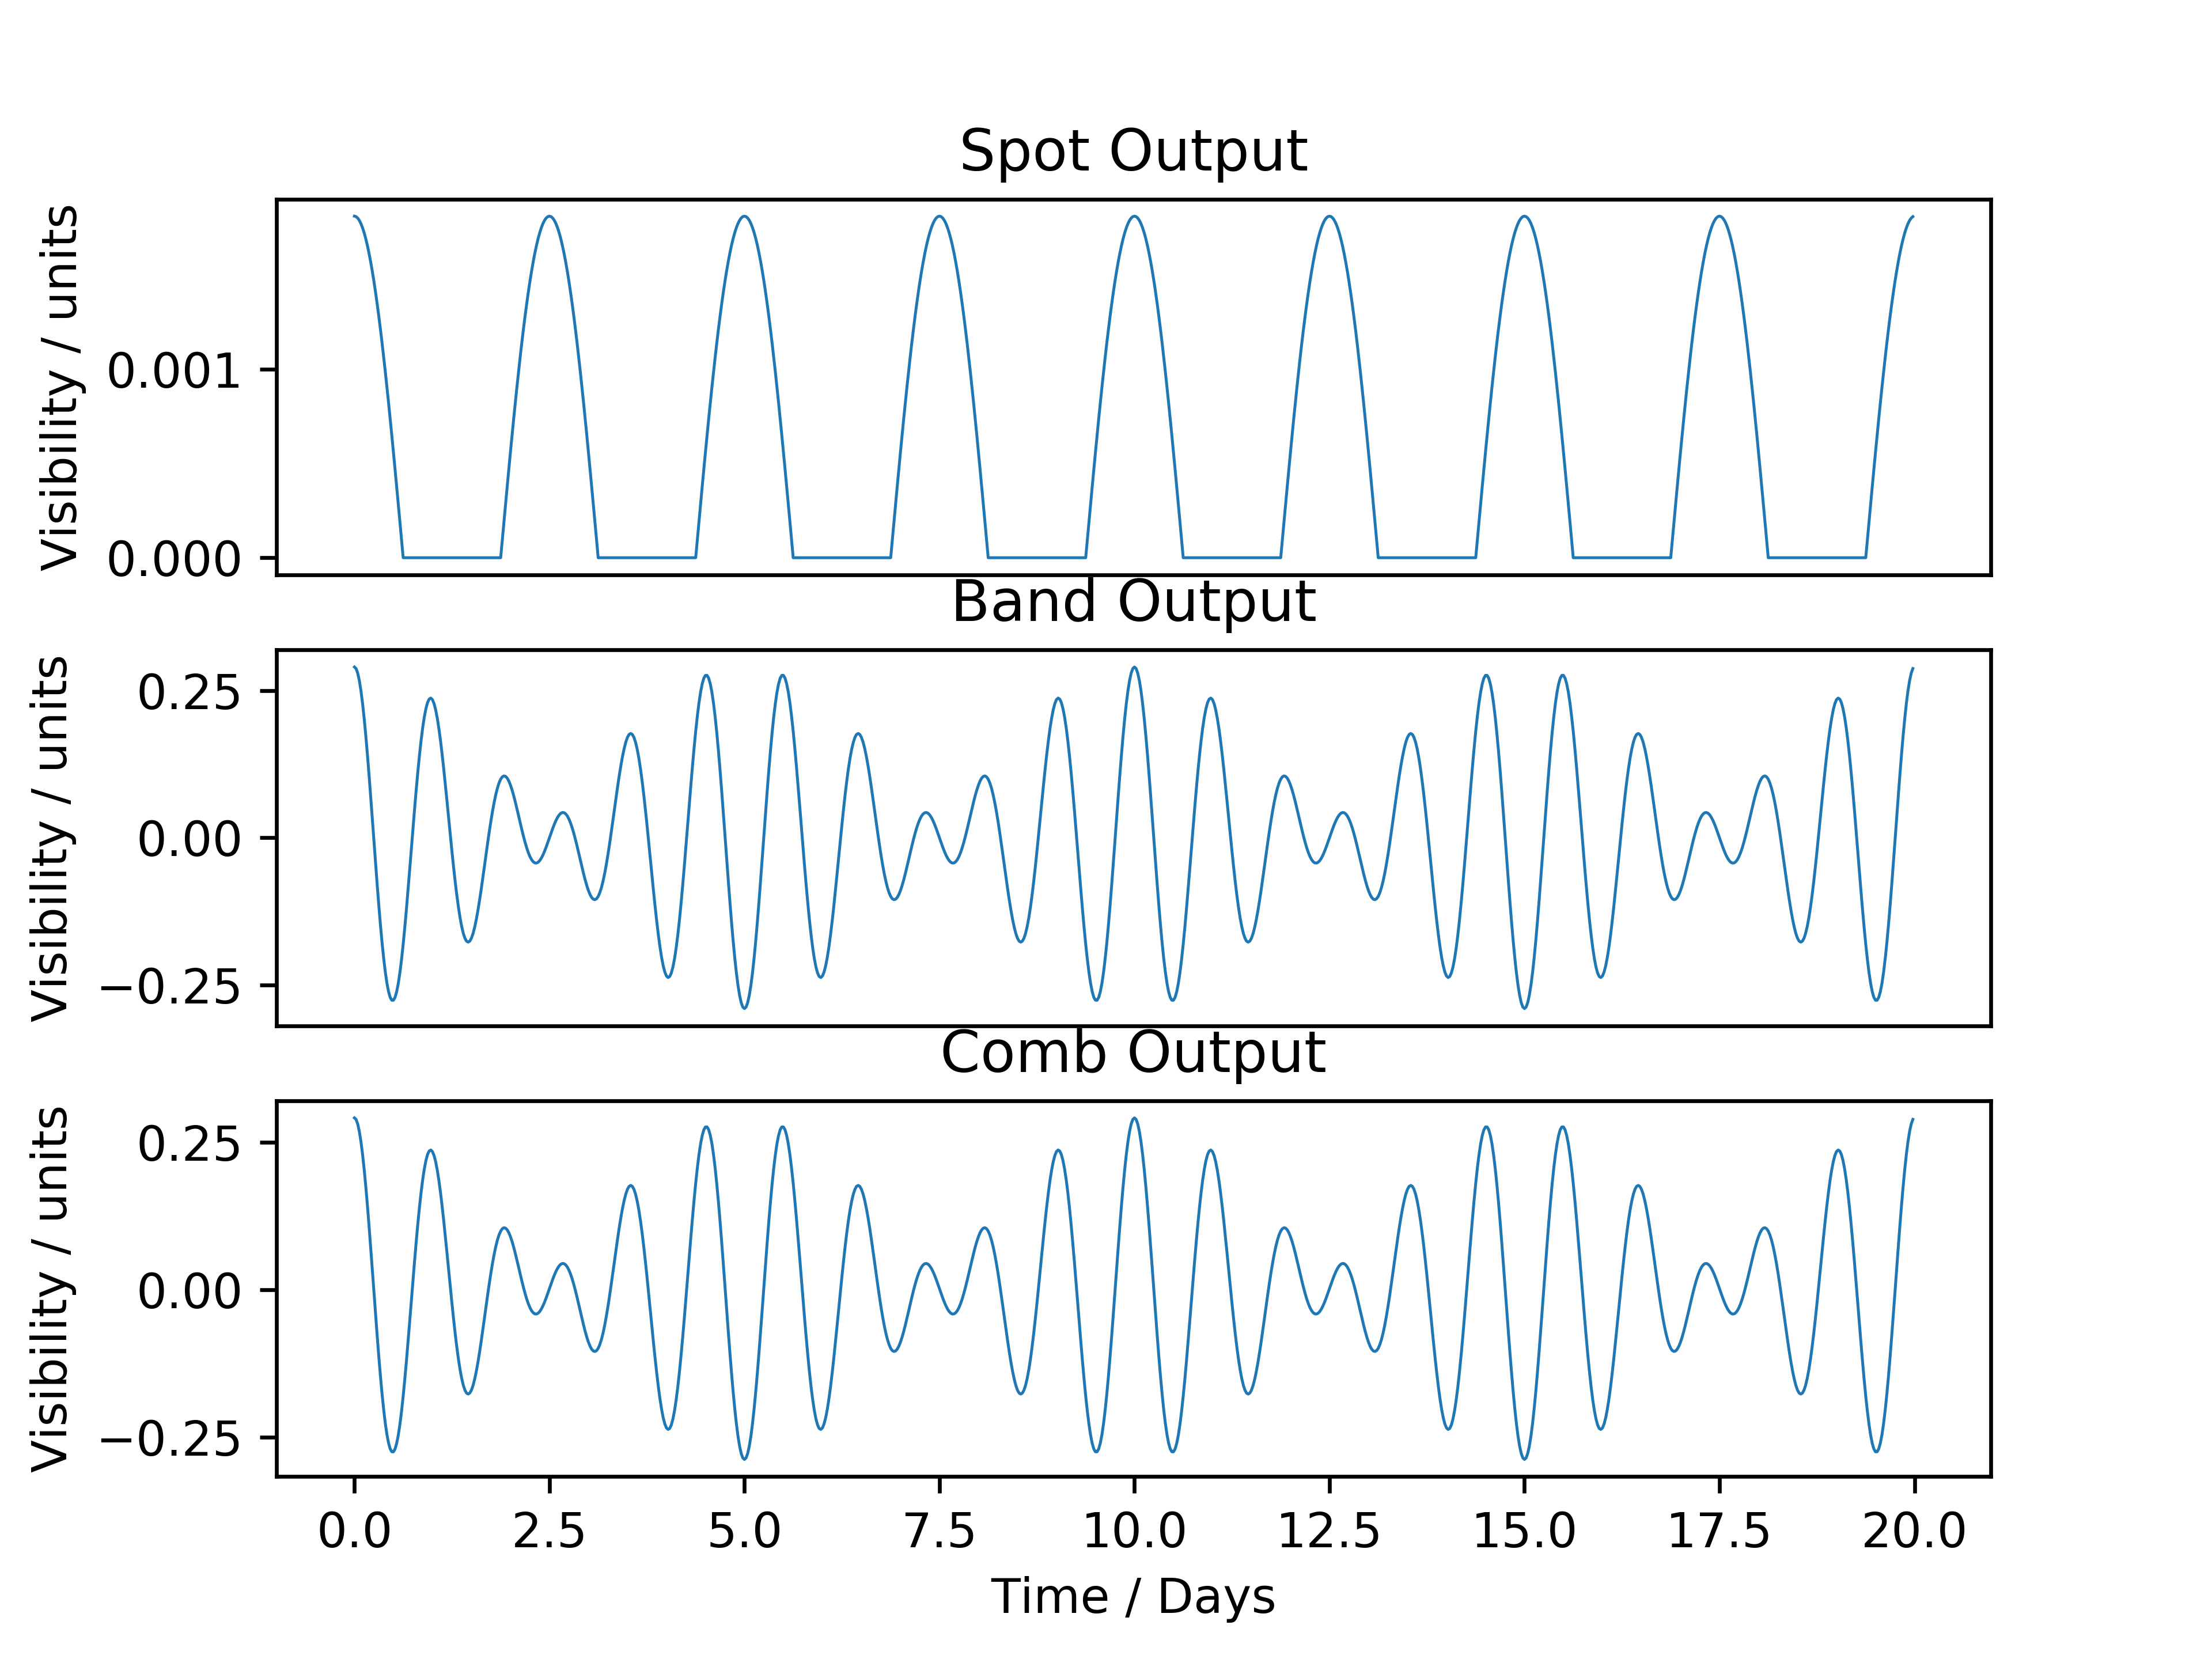 Spot Output
Visibility / units
0.001
0.000
Band Output
Visibility / units
0.25
0.00
−0.25
Comb Output
Visibility / units
0.25
0.00
−0.25
0.0 2.5 5.0 7.5 10.0 12.5 15.0 17.5 20.0
Time / Days